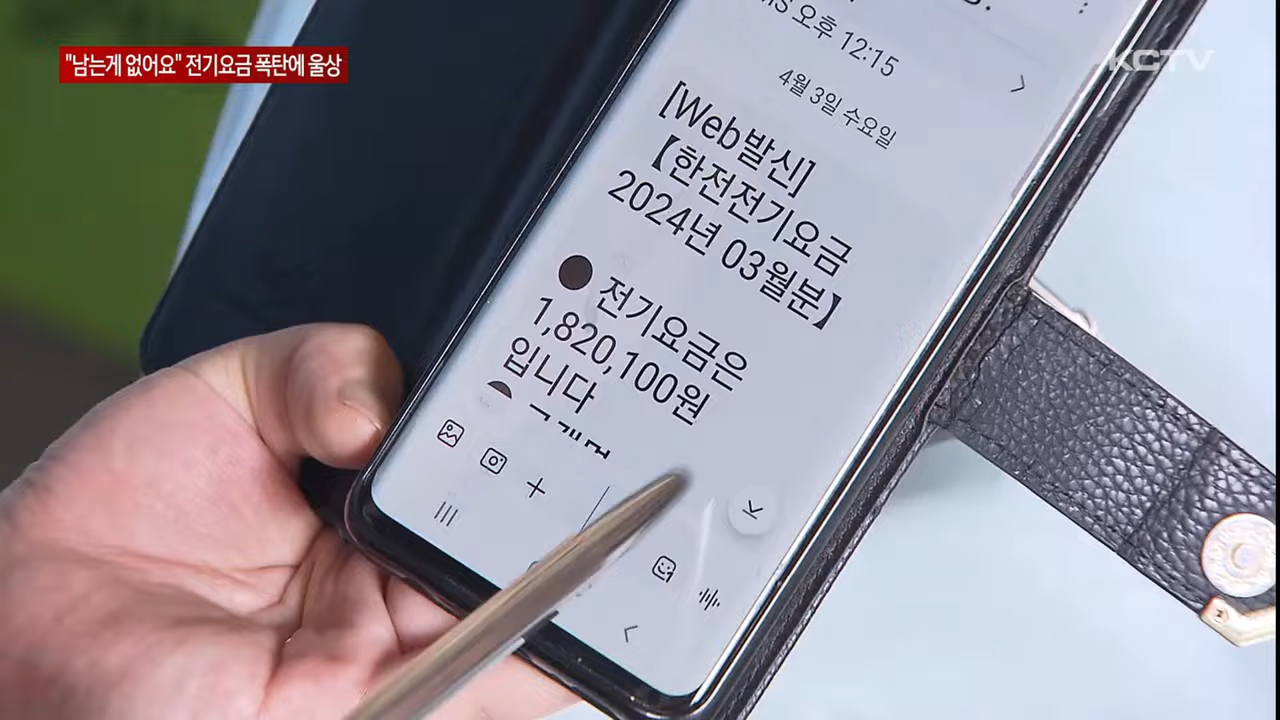 "남는게 없어요" 전기요금 폭탄에 울상
KCTV
오후 12:15
4월 3일 수요일
[Web발신]
【한전전기요금
2024년 03월분】
전기요금은
1,820,100원
입니다